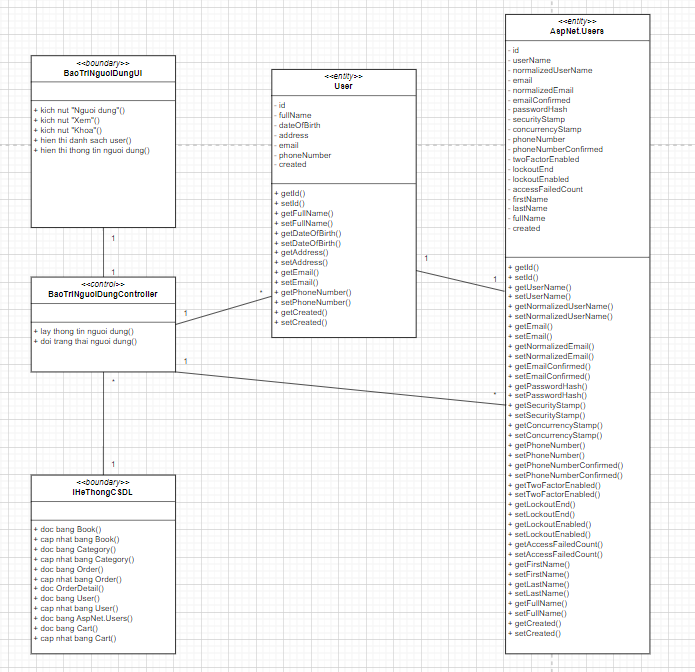 <<boundary>>
BaoTriNguoiDungUI
+ kich nut "Nguoi dung"()
+ kich nut "Xem"()
+ kich nut "Khoa"()
+ hien thi danh sach user()
+ hien thi thong tin nguoi dung()
1
1
<<control>>
BaoTriNguoiDungController
+ lay thong tin nguoi dung()
+ doi trang thai nguoi dung()
1
*
1
*
*
1
<<boundary>>
IHeThongCSDL
+ doc bang Book()
+ cap nhat bang Book()
+ doc bang Category()
+ cap nhat bang Category()
+ doc bang Order()
+ cap nhat bang Order()
+ doc OrderDetail()
+ doc bang User()
+ cap nhat bang User()
+ doc bang AspNet.Users()
+ doc bang Cart()
+ cap nhat bang Cart()
<<entity>>
User
- id
- fullName
- dateOfBirth
- address
- email
- phoneNumber
- created
+ getId()
+ setId()
+ getFullName()
+ setFullName()
+ getDateOfBirth()
+ setDateOfBirth()
+ getAddress()
+ setAddress()
+ getEmail()
+ setEmail()
+ getPhoneNumber()
+ setPhoneNumber()
+ getCreated()
+ setCreated()
1
1
<<entity>>
AspNet.Users
- id
- userName
- normalizedUserName
- email
- normalizedEmail
- emailConfirmed
- passwordHash
- securityStamp
- concurrencyStamp
- phoneNumber
- phoneNumberConfirmed
- twoFactorEnabled
- lockoutEnd
- lockoutEnabled
- accessFailedCount
- firstName
- lastName
- fullName
- created
+ getId()
+ setId()
+ getUserName()
+ setUserName()
+ getNormalizedUserName()
+ setNormalizedUserName()
+ getEmail()
+ setEmail()
+ getNormalizedEmail()
+ setNormalizedEmail()
+ getEmailConfirmed()
+ setEmailConfirmed()
+ getPasswordHash()
+ setPasswordHash()
+ getSecurityStamp()
+ setSecurityStamp()
+ getConcurrencyStamp()
+ setConcurrencyStamp()
+ getPhoneNumber()
+ setPhoneNumber()
+ getPhoneNumberConfirmed()
+ setPhoneNumberConfirmed()
+ getTwoFactorEnabled()
+ setTwoFactorEnabled()
+ getLockoutEnd()
+ setLockoutEnd()
+ getLockoutEnabled()
+ setLockoutEnabled()
+ getAccessFailedCount()
+ setAccessFailedCount()
+ getFirstName()
+ setFirstName()
+ getLastName()
+ setLastName()
+ getFullName()
+ setFullName()
+ getCreated()
+ setCreated()